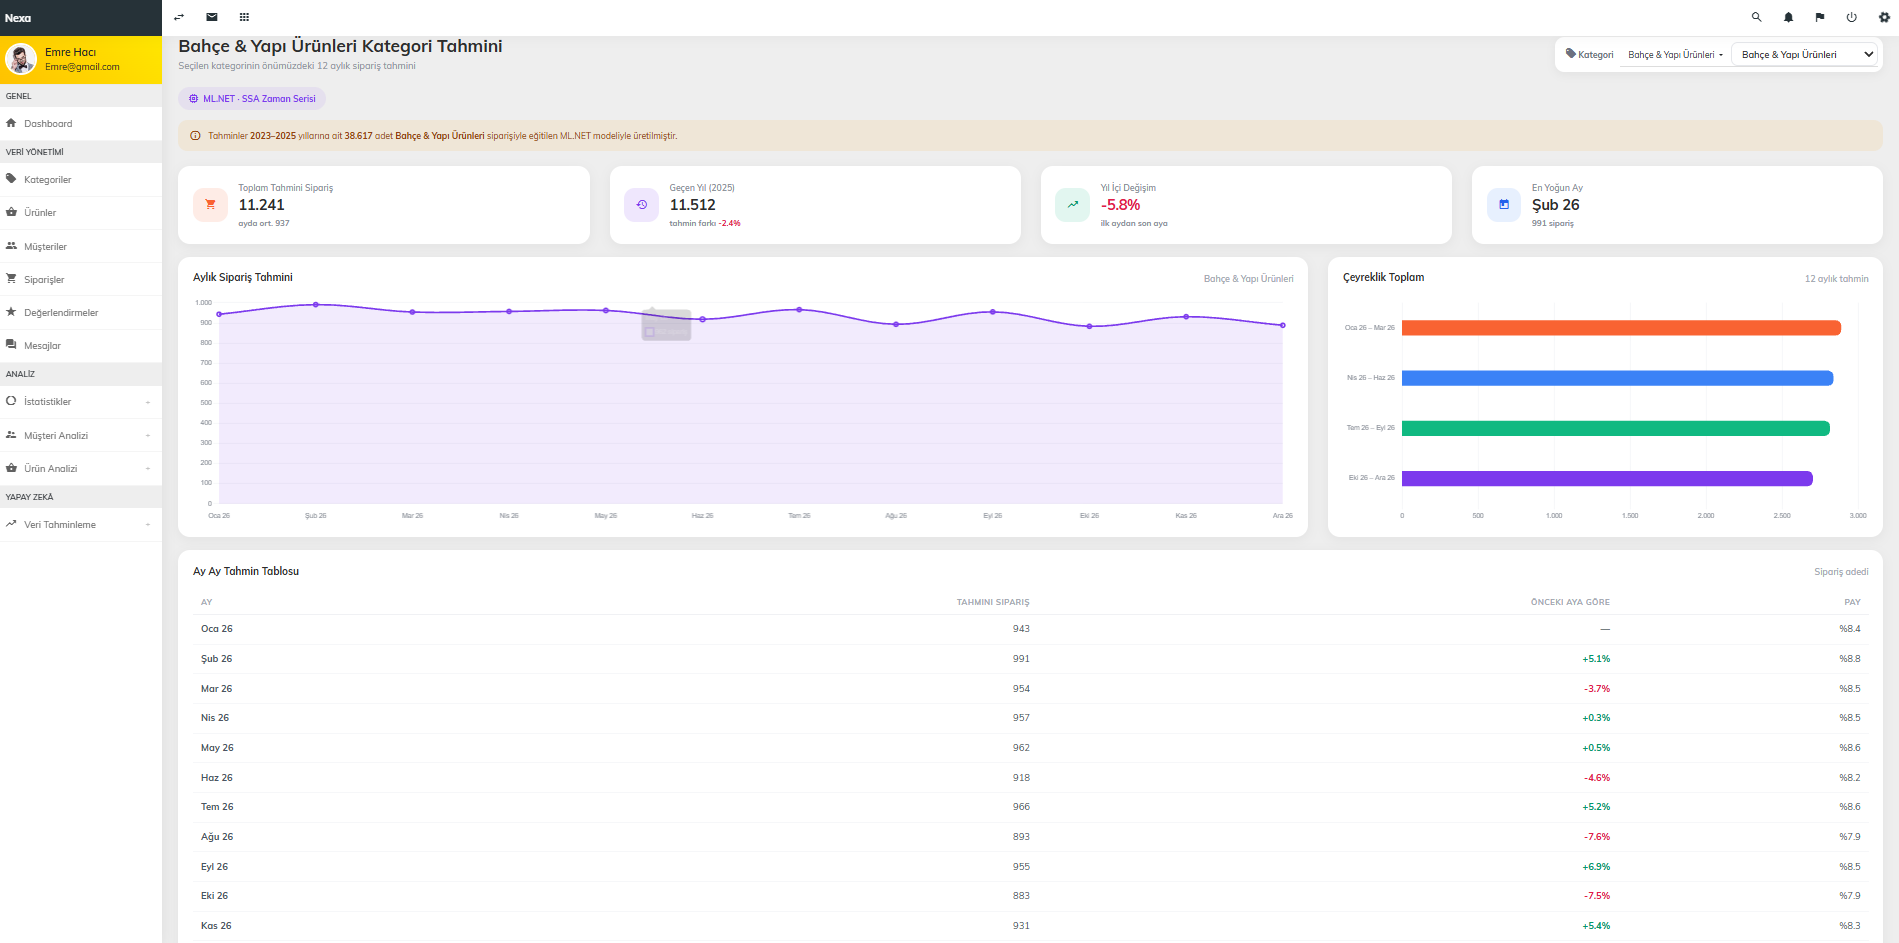 Nexa
Emre Hacı
Emre@gmail.com
GENEL
Dashboard
VERİ YÖNETİMİ
Kategoriler
Ürünler
Müşteriler
Siparişler
Değerlendirmeler
Mesajlar
ANALİZ
İstatistikler +
Müşteri Analizi +
Ürün Analizi +
YAPAY ZEKÂ
Veri Tahminleme +
Bahçe & Yapı Ürünleri Kategori Tahmini
Seçilen kategorinin önümüzdeki 12 aylık sipariş tahmini
Kategori Bahçe & Yapı Ürünleri Bahçe & Yapı Ürünleri
ML.NET · SSA Zaman Serisi
Tahminler 2023–2025 yıllarına ait 38.617 adet Bahçe & Yapı Ürünleri siparişiyle eğitilen ML.NET modeliyle üretilmiştir.
Toplam Tahmini Sipariş
11.241
ayda ort. 937
Geçen Yıl (2025)
11.512
tahmin farkı -2.4%
Yıl İçi Değişim
-5.8%
ilk aydan son aya
En Yoğun Ay
Şub 26
991 sipariş
Aylık Sipariş Tahmini Bahçe & Yapı Ürünleri
1.000
900
800
700
600
500
400
300
200
100
0
Oca 26 Şub 26 Mar 26 Nis 26 May 26 Haz 26 Tem 26 Ağu 26 Eyl 26 Eki 26 Kas 26 Ara 26
Çeyreklik Toplam 12 aylık tahmin
Oca 26 – Mar 26
Nis 26 – Haz 26
Tem 26 – Eyl 26
Eki 26 – Ara 26
0 500 1.000 1.500 2.000 2.500 3.000
Ay Ay Tahmin Tablosu Sipariş adedi
AY TAHMINI SIPARIŞ ÖNCEKI AYA GÖRE PAY
Oca 26 943 — %8.4
Şub 26 991 +5.1% %8.8
Mar 26 954 -3.7% %8.5
Nis 26 957 +0.3% %8.5
May 26 962 +0.5% %8.6
Haz 26 918 -4.6% %8.2
Tem 26 966 +5.2% %8.6
Ağu 26 893 -7.6% %7.9
Eyl 26 955 +6.9% %8.5
Eki 26 883 -7.5% %7.9
Kas 26 931 +5.4% %8.3